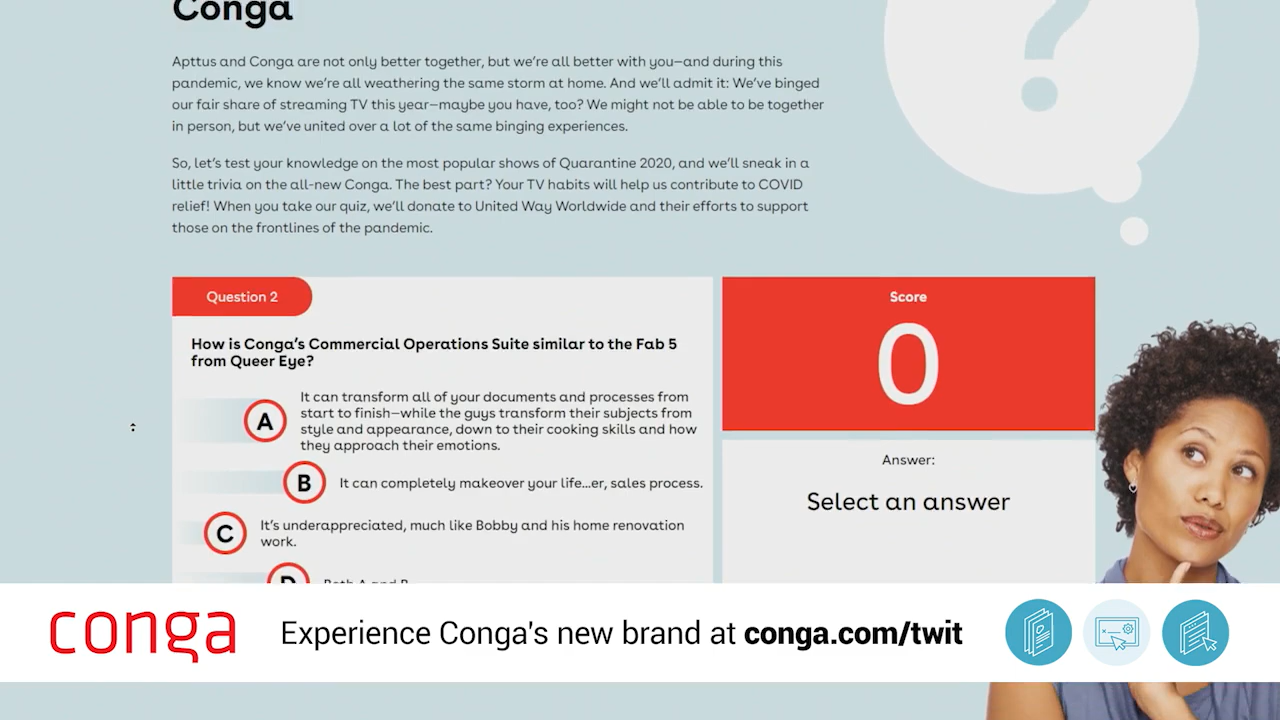 Conga
Apttus and Conga are not only better together, but we're all better with you—and during this
pandemic, we know we're all weathering the same storm at home. And we'll admit it: We've binged
our fair share of streaming TV this year—maybe you have, too? We might not be able to be together
in person, but we've united over a lot of the same binging experiences.
So, let's test your knowledge on the most popular shows of Quarantine 2020, and we'll sneak in a
little trivia on the all-new Conga. The best part? Your TV habits will help us contribute to COVID
relief! When you take our quiz, we'll donate to United Way Worldwide and their efforts to support
those on the frontlines of the pandemic.
?
Question 2
How is Conga's Commercial Operations Suite similar to the Fab 5
from Queer Eye?
A
It can transform all of your documents and processes from
start to finish—while the guys transform their subjects from
style and appearance, down to their cooking skills and how
they approach their emotions.
B It can completely makeover your life...er, sales process.
C
It's underappreciated, much like Bobby and his home renovation
work.
D Both A and B
Score
0
Answer:
Select an answer
conga Experience Conga's new brand at conga.com/twit